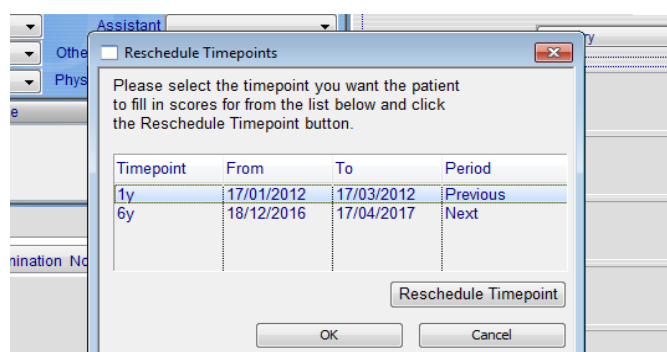 Assistant
Othe
Phys
e
ry
Reschedule Timepoints
Please select the timepoint you want the patient
to fill in scores for from the list below and click
the Reschedule Timepoint button.
Timepoint From To Period
1y 17/01/2012 17/03/2012 Previous
6y 18/12/2016 17/04/2017 Next
nination No
Reschedule Timepoint
OK Cancel